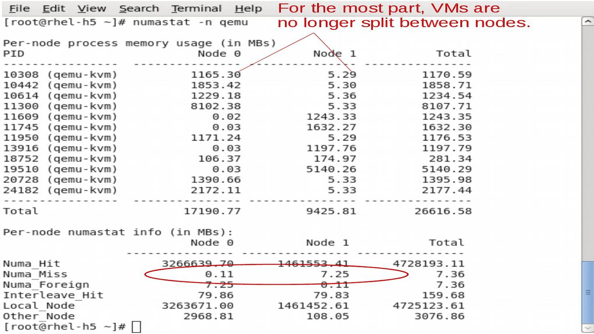 File Edit View Search Terminal Help
For the most part, VMs are
no longer split between nodes.
[root@rhel-h5 ~]# numastat -n qemu
Per-node process memory usage (in MBs)
PID Node 0 Node 1 Total
--------------- --------------- --------------- ---------------
10308 (qemu-kvm) 1165.30 5.29 1170.59
10442 (qemu-kvm) 1853.42 5.30 1858.71
10614 (qemu-kvm) 1229.18 5.36 1234.54
11300 (qemu-kvm) 8102.38 5.33 8107.71
11609 (qemu-kvm) 0.02 1243.33 1243.35
11745 (qemu-kvm) 0.03 1632.27 1632.30
11950 (qemu-kvm) 1171.24 5.29 1176.53
13916 (qemu-kvm) 0.03 1197.76 1197.79
18752 (qemu-kvm) 106.37 174.97 281.34
19510 (qemu-kvm) 0.03 5140.26 5140.29
20728 (qemu-kvm) 1390.66 5.33 1395.98
24182 (qemu-kvm) 2172.11 5.33 2177.44
--------------- --------------- --------------- ---------------
Total 17190.77 9425.81 26616.58
Per-node numastat info (in MBs):
Node 0 Node 1 Total
--------------- --------------- ---------------
Numa_Hit 3266639.70 1461553.41 4728193.11
Numa_Miss 0.11 7.25 7.36
Numa_Foreign 7.25 0.11 7.36
Interleave_Hit 79.86 79.83 159.68
Local_Node 3263671.00 1461452.61 4725123.61
Other_Node 2968.81 108.05 3076.86
[root@rhel-h5 ~]#